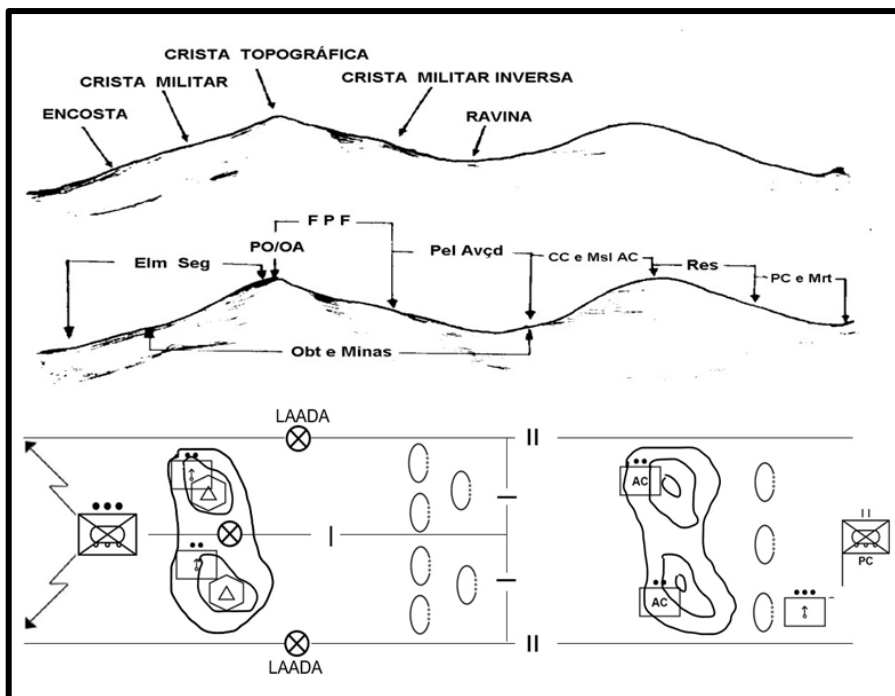 CRISTA TOPOGRÁFICA
CRISTA MILITAR
CRISTA MILITAR INVERSA
ENCOSTA
RAVINA
F P F
PO/OA
Pel Avçd
Elm Seg
CC e Msl AC
Res
PC e Mrt
Obt e Minas
LAADA
II
II
AC
I
I
II
PC
I
AC
II
LAADA